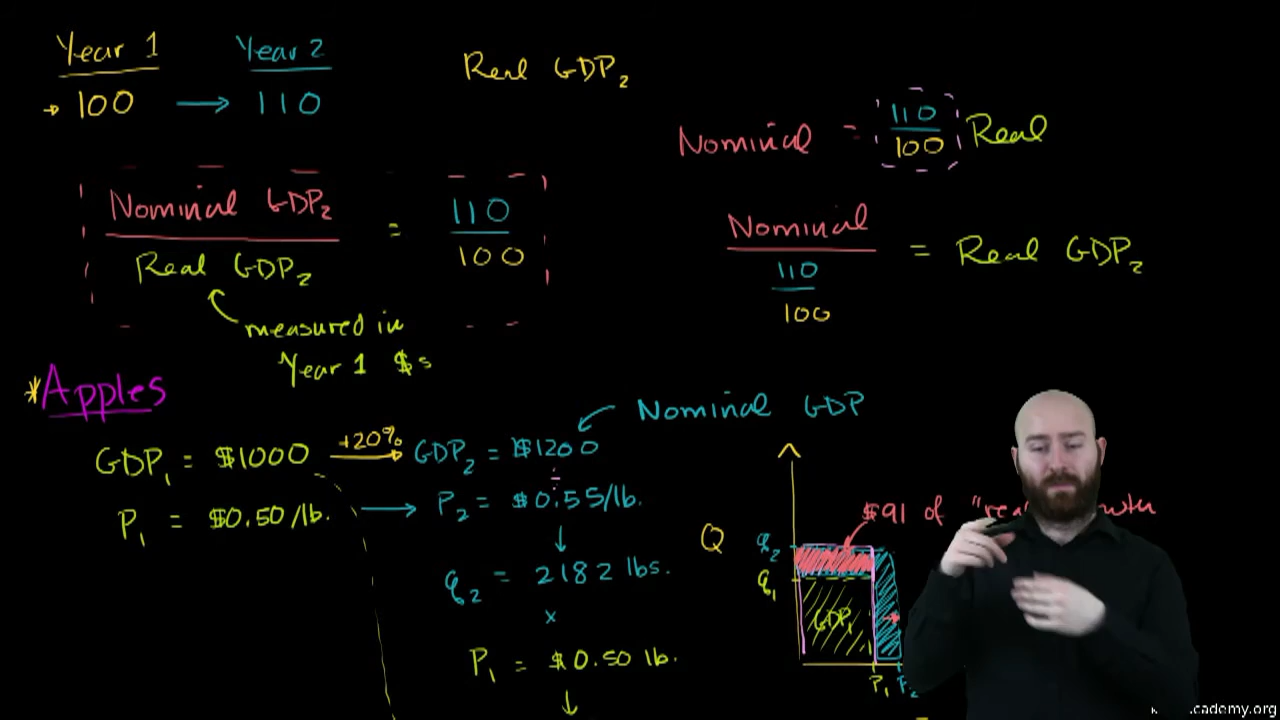 Year 1 Year 2
100 → 110
Real GDP₂
Nominal = 110/100 Real
Nominal GDP₂ / Real GDP₂ = 110/100
measured in
Year 1 $s
Nominal / 110/100 = Real GDP₂
*Apples
Nominal GDP
GDP₁ = $1000 +20% → GDP₂ = $1200
÷
P₁ = $0.50/lb. → P₂ = $0.55/lb.
$91 of
q₂ = 2182 lbs.
x
P₁ = $0.50 lb.
Q
q₂
q₁
GDP₁
P₁ P₂
cademy.org